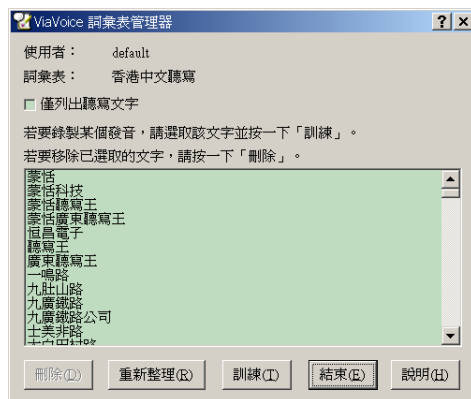 ViaVoice 詞彙表管理器
使用者： default
詞彙表： 香港中文聽寫
僅列出聽寫文字
若要錄製某個發音，請選取該文字並按一下「訓練」。
若要移除已選取的文字，請按一下「刪除」。
蒙恬
蒙恬科技
蒙恬聽寫王
蒙恬廣東聽寫王
恒昌電子
聽寫王
廣東聽寫王
一鳴路
九肚山路
九廣鐵路
九廣鐵路公司
士美非路
大白田村路
刪除(D) 重新整理(R) 訓練(T) 結束(E) 說明(H)